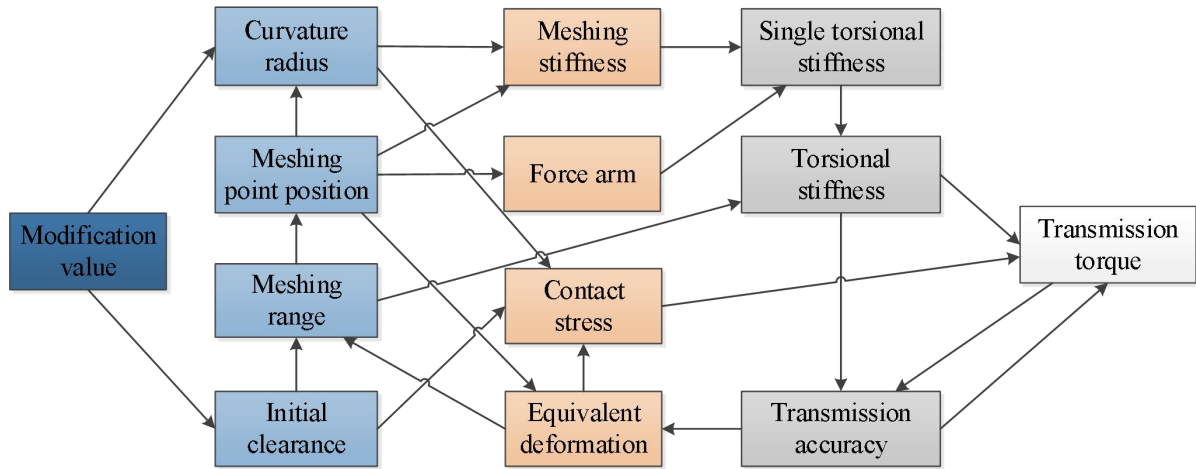 Curvature
radius
Meshing
stiffness
Single torsional
stiffness
Meshing
point position
Force arm
Torsional
stiffness
Modification
value
Transmission
torque
Meshing
range
Contact
stress
Initial
clearance
Equivalent
deformation
Transmission
accuracy